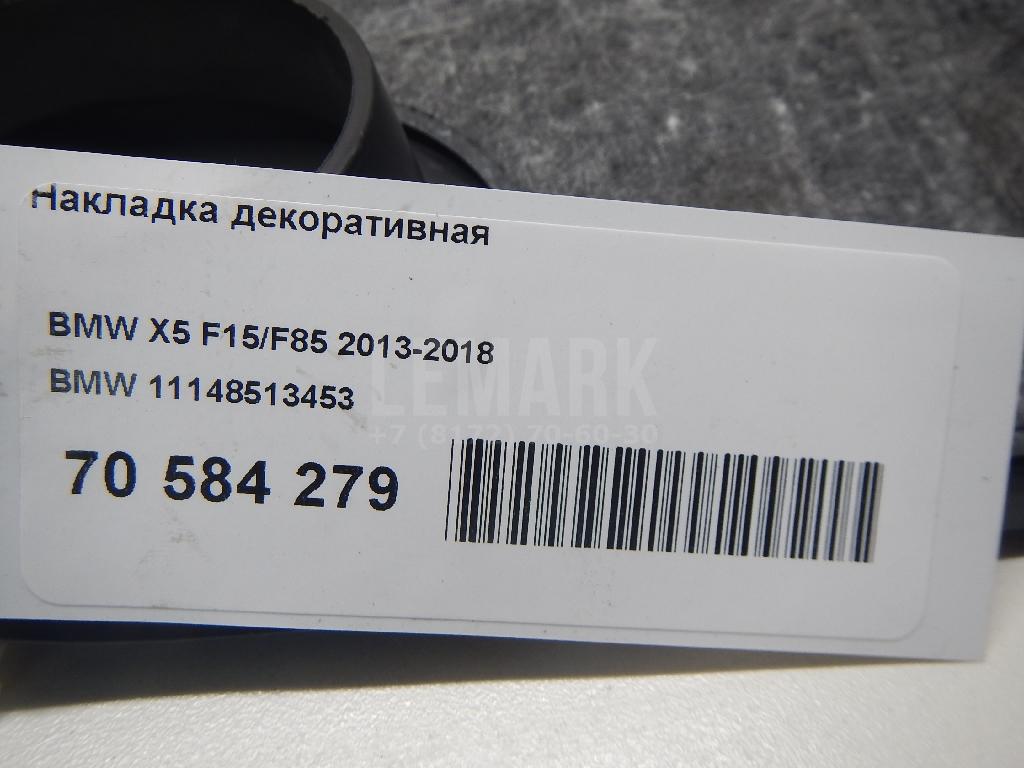 Накладка декоративная
BMW X5 F15/F85 2013-2018
BMW 11148513453
LEMARK
+7 (8172) 70-60-30
70 584 279